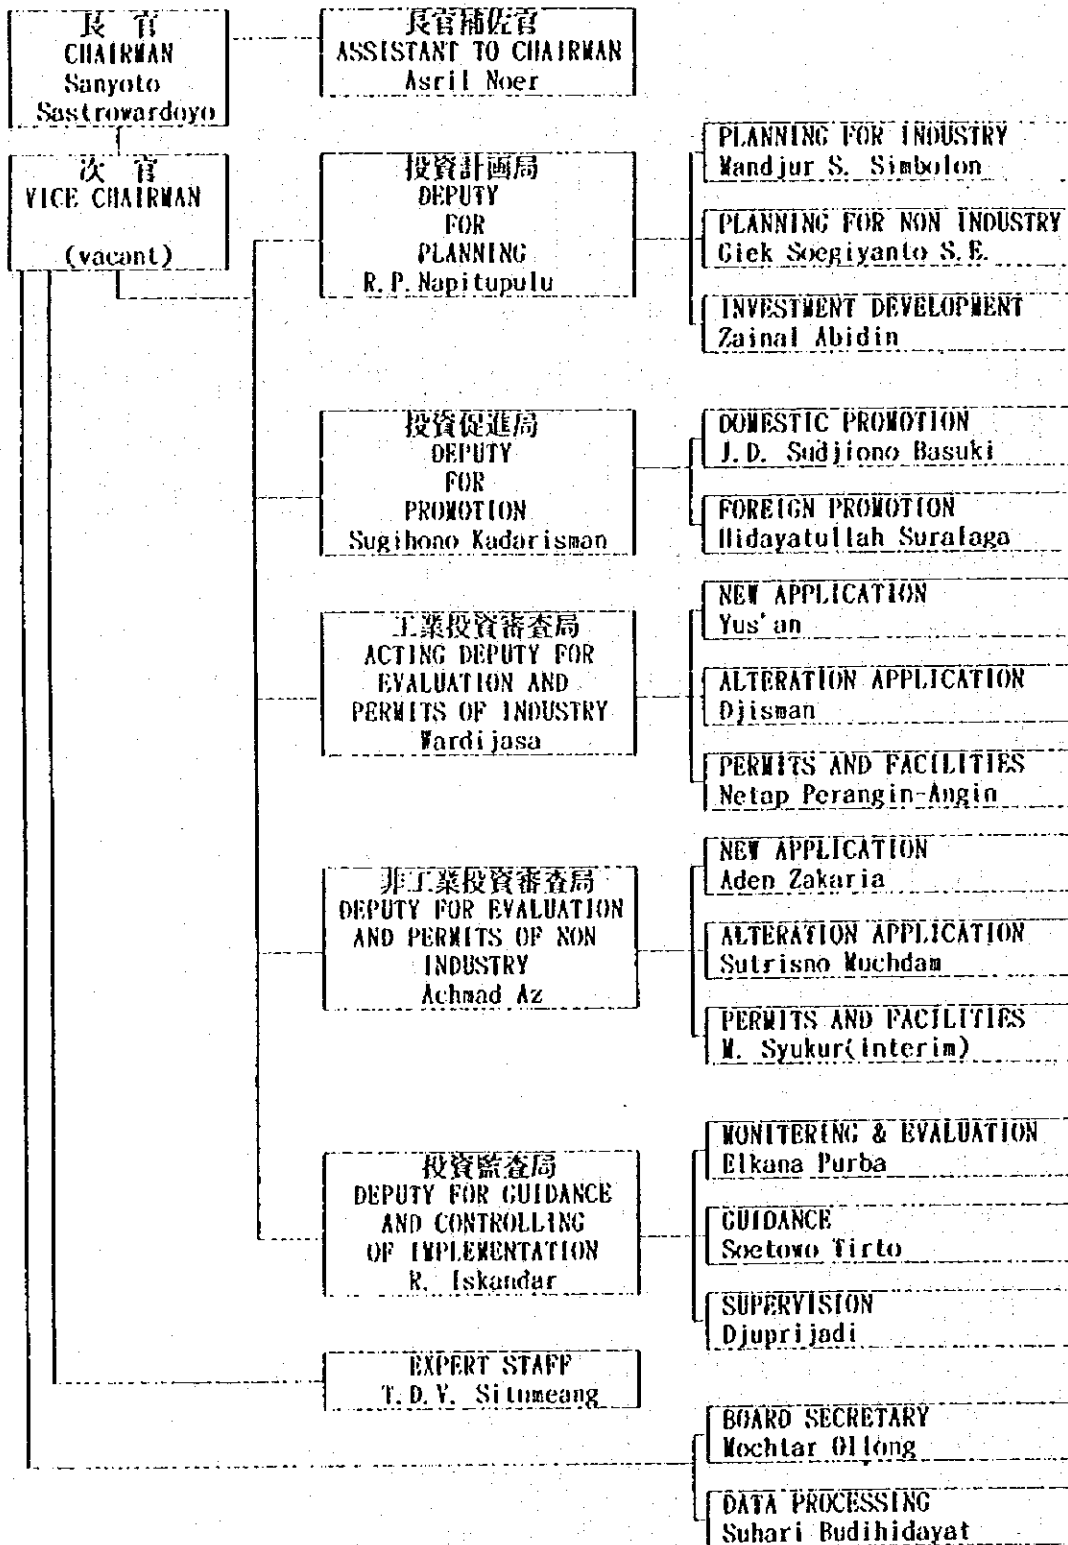 長官
CHAIRMAN
Sanyoto
Sastrowardoyo
長官補佐官
ASSISTANT TO CHAIRMAN
Asril Noer
次官
VICE CHAIRMAN
(vacant)
投資計画局
DEPUTY
FOR
PLANNING
R.P.Napitupulu
PLANNING FOR INDUSTRY
Mandjur S. Simbolon
PLANNING FOR NON INDUSTRY
Giek Soegiyanto S.E.
INVESTMENT DEVELOPMENT
Zainal Abidin
投資促進局
DEPUTY
FOR
PROMOTION
Sugihono Kadarisman
DOMESTIC PROMOTION
J.D. Sudjiono Basuki
FOREIGN PROMOTION
Hidayatullah Suralaga
工業投資審査局
ACTING DEPUTY FOR
EVALUATION AND
PERMITS OF INDUSTRY
Wardijasa
NEW APPLICATION
Yus'an
ALTERATION APPLICATION
Djisman
PERMITS AND FACILITIES
Netap Perangin-Angin
非工業投資審査局
DEPUTY FOR EVALUATION
AND PERMITS OF NON
INDUSTRY
Achmad Az
NEW APPLICATION
Aden Zakaria
ALTERATION APPLICATION
Sutrisno Muchdam
PERMITS AND FACILITIES
M. Syukur(interim)
投資監査局
DEPUTY FOR GUIDANCE
AND CONTROLLING
OF IMPLEMENTATION
R. Iskandar
MONITERING & EVALUATION
Elkana Purba
GUIDANCE
Soetowo Tirto
SUPERVISION
Djuprijadi
EXPERT STAFF
T.D.V. Situmeang
BOARD SECRETARY
Mochtar Ollong
DATA PROCESSING
Suhari Budihidayat